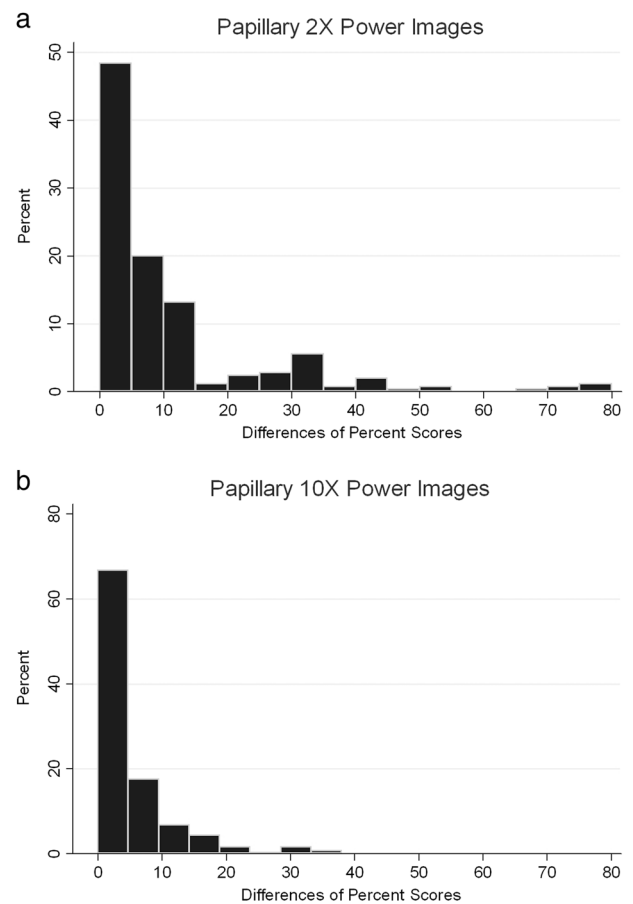 a
Papillary 2X Power Images
50
40
30
20
10
0
Percent
0 10 20 30 40 50 60 70 80
Differences of Percent Scores
b
Papillary 10X Power Images
80
60
40
20
0
Percent
0 10 20 30 40 50 60 70 80
Differences of Percent Scores